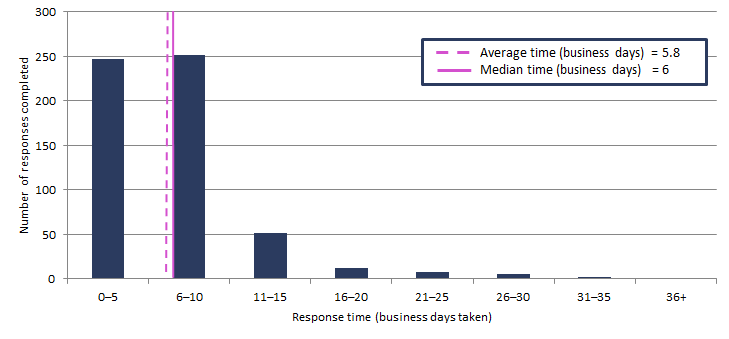 300
250
200
150
100
50
0
Number of responses completed
Average time (business days) = 5.8
Median time (business days) = 6
0–5 6–10 11–15 16–20 21–25 26–30 31–35 36+
Response time (business days taken)